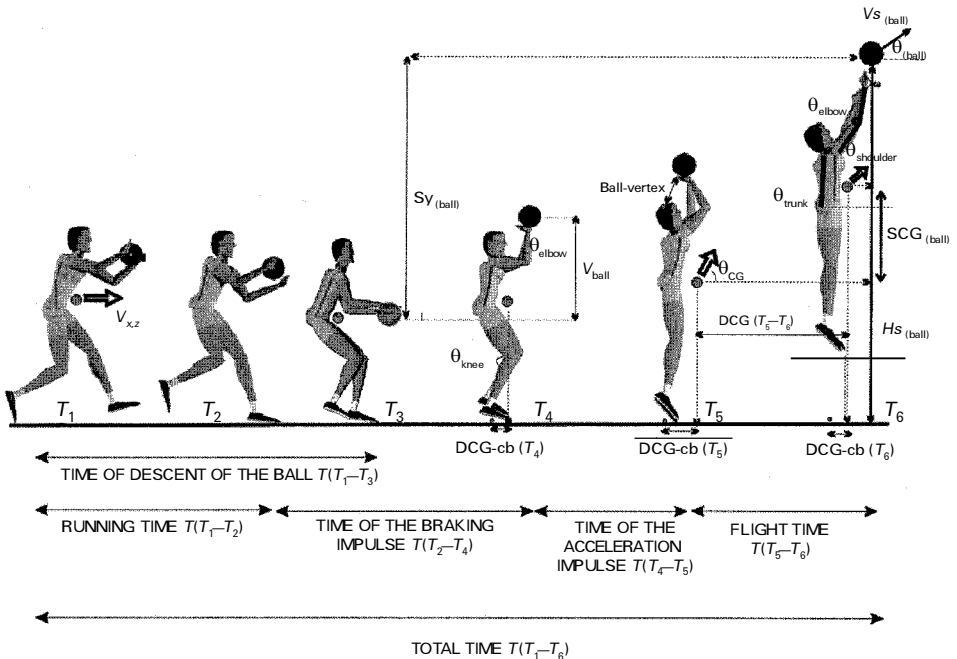 Vs (ball)
θ(ball)
θelbow
θshoulder
Ball-vertex
θtrunk
Sy (ball)
θelbow
Vball
SCG (ball)
θCG
Vx,z
DCG (T5–T6)
Hs (ball)
θknee
T1 T2 T3 T4 T5 T6
DCG-cb (T4) DCG-cb (T5) DCG-cb (T6)
TIME OF DESCENT OF THE BALL T(T1–T3)
RUNNING TIME T(T1–T2)
TIME OF THE BRAKING
IMPULSE T(T2–T4)
TIME OF THE
ACCELERATION
IMPULSE T(T4–T5)
FLIGHT TIME
T(T5–T6)
TOTAL TIME T(T1–T6)